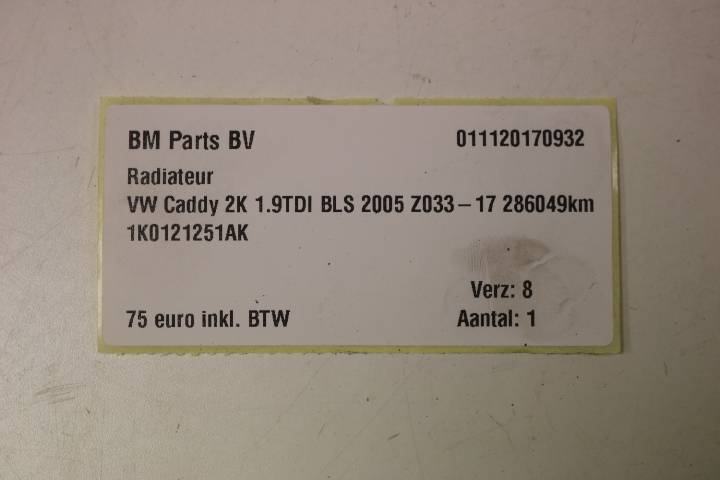 BM Parts BV 011120170932
Radiateur
VW Caddy 2K 1.9TDI BLS 2005 Z033-17 286049km
1K0121251AK
Verz: 8
75 euro inkl. BTW Aantal: 1